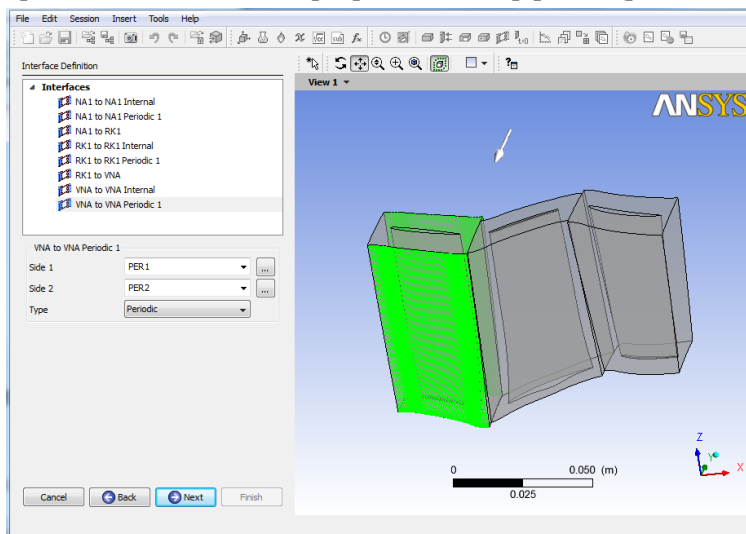 File Edit Session Insert Tools Help
Interface Definition
Interfaces
NA1 to NA1 Internal
NA1 to NA1 Periodic 1
NA1 to RK1
RK1 to RK1 Internal
RK1 to RK1 Periodic 1
RK1 to VNA
VNA to VNA Internal
VNA to VNA Periodic 1
VNA to VNA Periodic 1
Side 1 PER1 ...
Side 2 PER2 ...
Type Periodic
Cancel Back Next Finish
View 1
ANSYS
0 0.050 (m)
0.025
Z
Y
X